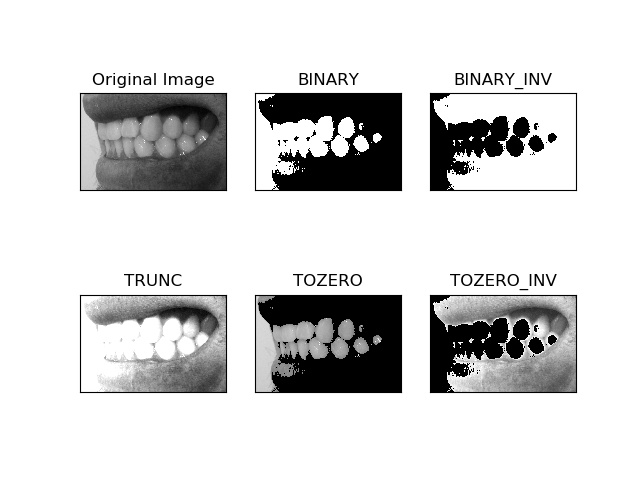 Original Image
BINARY
BINARY_INV
TRUNC
TOZERO
TOZERO_INV